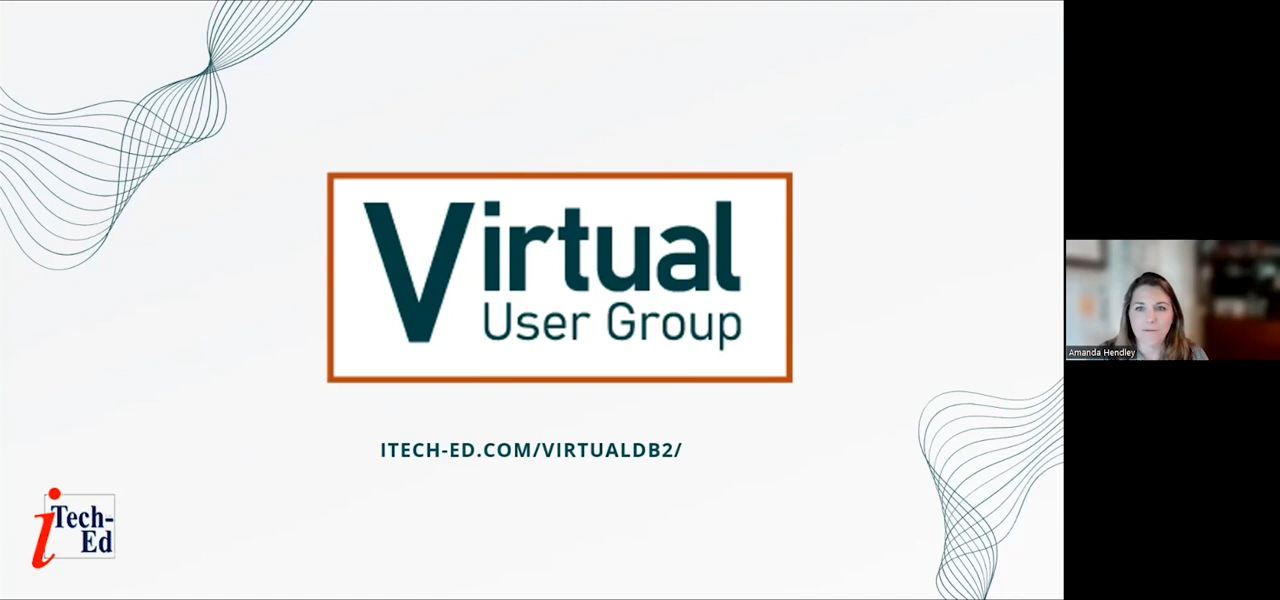 Virtual
User Group
ITECH-ED.COM/VIRTUALDB2/
iTech-
Ed
Amanda Hendley